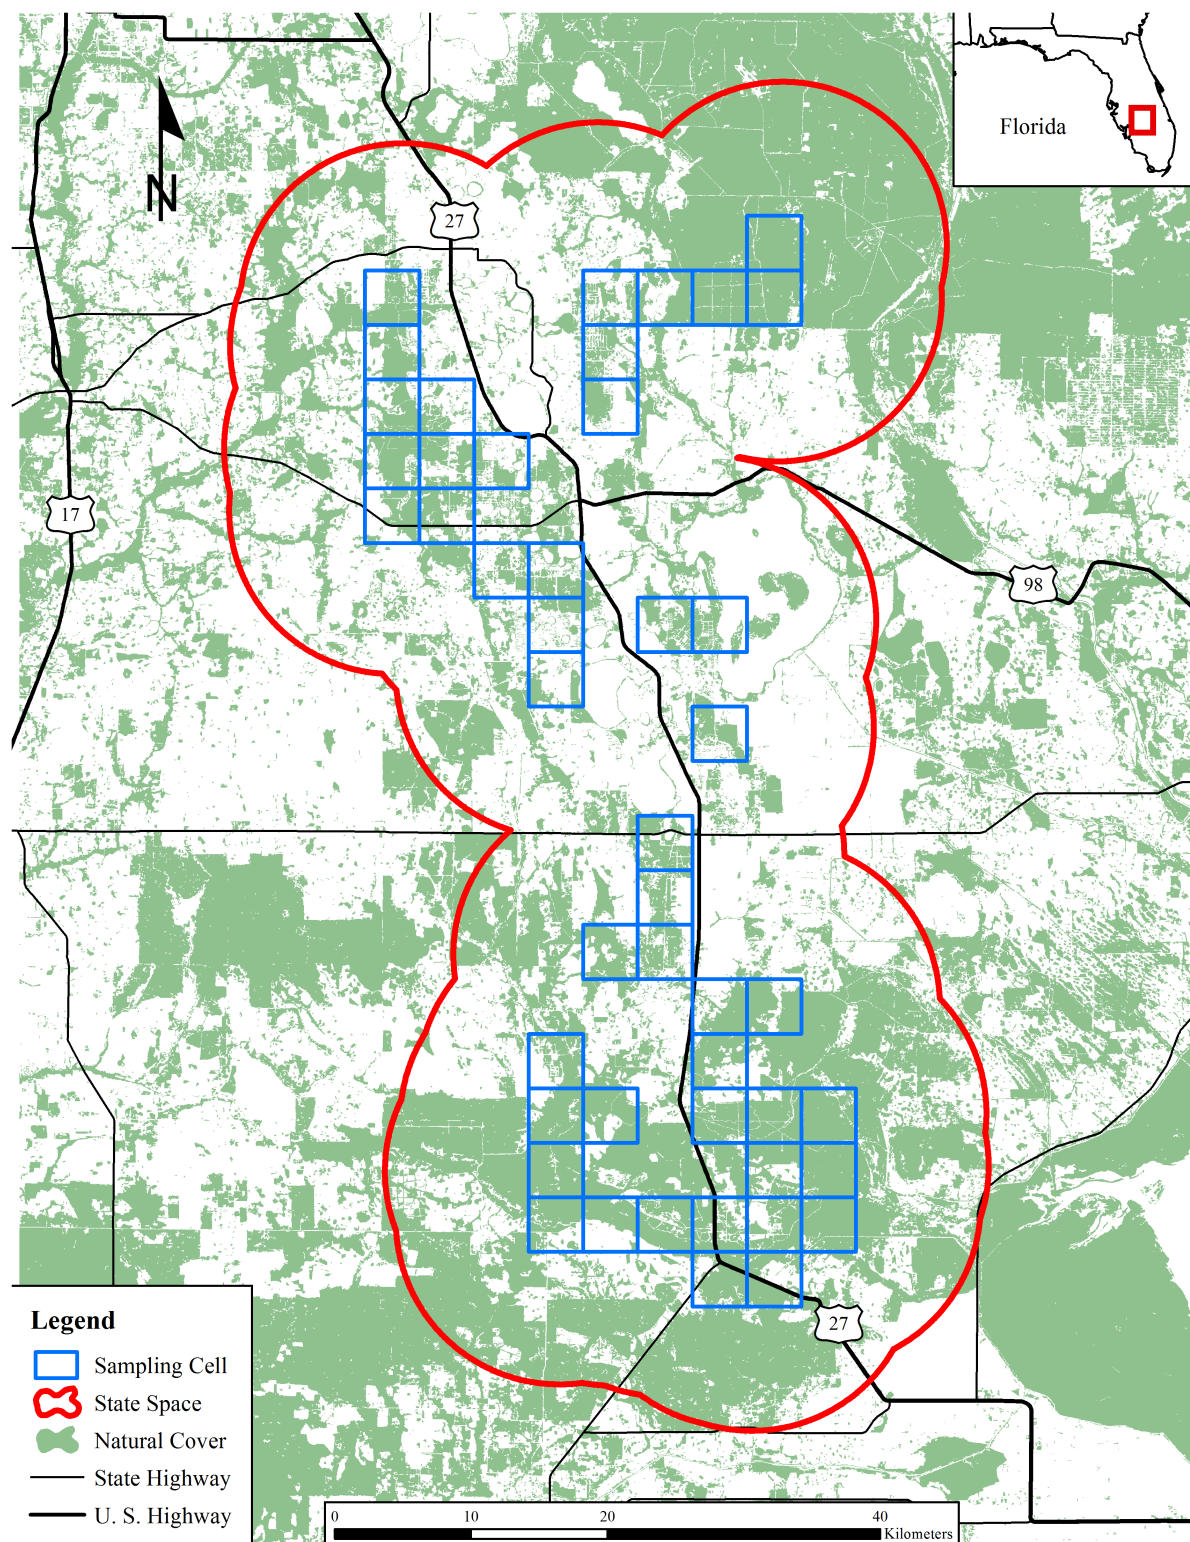 Florida
N
27
17
98
27
Legend
Sampling Cell
State Space
Natural Cover
State Highway
U. S. Highway
0 10 20 40
Kilometers